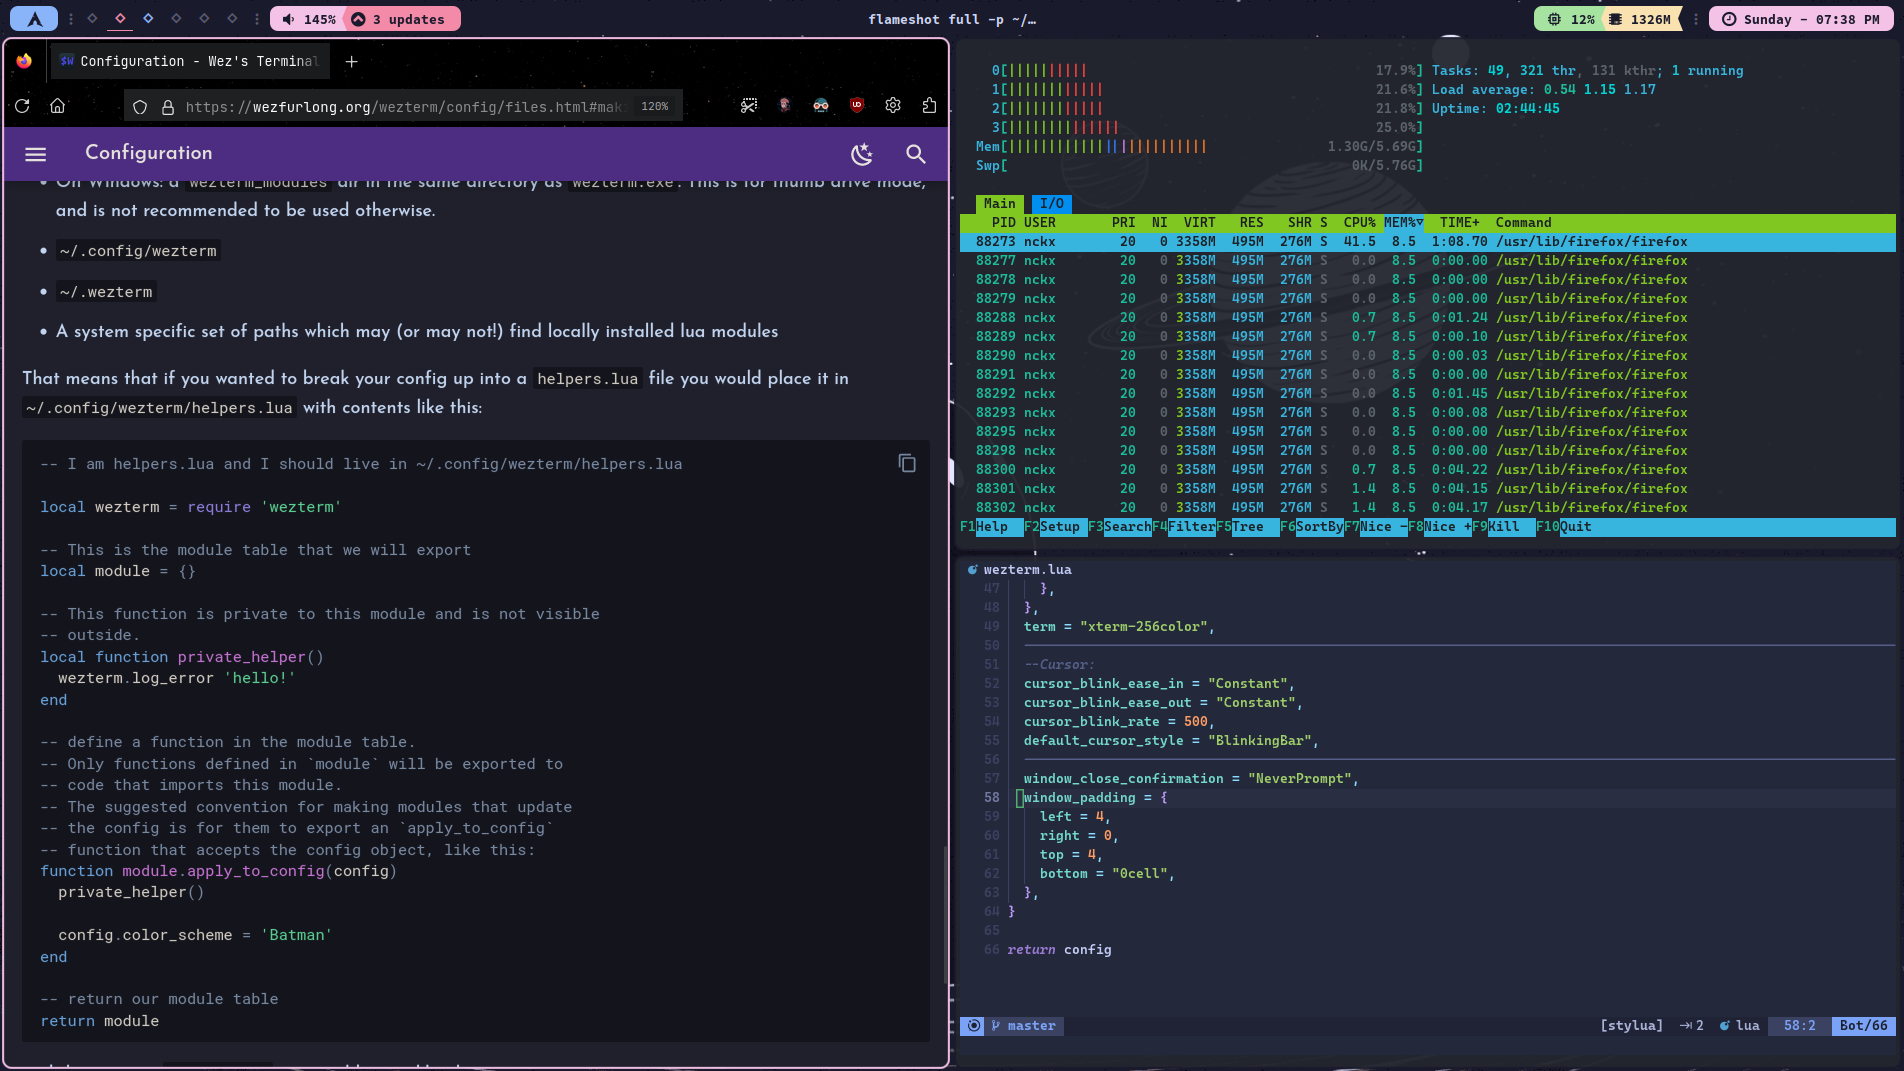 145% 3 updates
flameshot full -p ~/…
12% 1326M Sunday - 07:38 PM
Configuration - Wez's Terminal
https://wezfurlong.org/wezterm/config/files.html#mak 120%
Configuration
On Windows: a wezterm_modules dir in the same directory as wezterm.exe. This is for thumb drive mode,
and is not recommended to be used otherwise.
~/.config/wezterm
~/.wezterm
A system specific set of paths which may (or may not!) find locally installed lua modules
That means that if you wanted to break your config up into a helpers.lua file you would place it in
~/.config/wezterm/helpers.lua with contents like this:
-- I am helpers.lua and I should live in ~/.config/wezterm/helpers.lua
local wezterm = require 'wezterm'
-- This is the module table that we will export
local module = {}
-- This function is private to this module and is not visible
-- outside.
local function private_helper()
wezterm.log_error 'hello!'
end
-- define a function in the module table.
-- Only functions defined in `module` will be exported to
-- code that imports this module.
-- The suggested convention for making modules that update
-- the config is for them to export an `apply_to_config`
-- function that accepts the config object, like this:
function module.apply_to_config(config)
private_helper()
config.color_scheme = 'Batman'
end
-- return our module table
return module
0[|||||||||| 17.9%] Tasks: 49, 321 thr, 131 kthr; 1 running
1[|||||||||||| 21.6%] Load average: 0.54 1.15 1.17
2[|||||||||||| 21.8%] Uptime: 02:44:45
3[|||||||||||||| 25.0%]
Mem[||||||||||||||||||||||||| 1.30G/5.69G]
Swp[ 0K/5.76G]
Main I/O
PID USER PRI NI VIRT RES SHR S CPU% MEM%▽ TIME+ Command
88273 nckx 20 0 3358M 495M 276M S 41.5 8.5 1:08.70 /usr/lib/firefox/firefox
88277 nckx 20 0 3358M 495M 276M S 0.0 8.5 0:00.00 /usr/lib/firefox/firefox
88278 nckx 20 0 3358M 495M 276M S 0.0 8.5 0:00.00 /usr/lib/firefox/firefox
88279 nckx 20 0 3358M 495M 276M S 0.0 8.5 0:00.00 /usr/lib/firefox/firefox
88288 nckx 20 0 3358M 495M 276M S 0.7 8.5 0:01.24 /usr/lib/firefox/firefox
88289 nckx 20 0 3358M 495M 276M S 0.7 8.5 0:00.10 /usr/lib/firefox/firefox
88290 nckx 20 0 3358M 495M 276M S 0.0 8.5 0:00.03 /usr/lib/firefox/firefox
88291 nckx 20 0 3358M 495M 276M S 0.0 8.5 0:00.00 /usr/lib/firefox/firefox
88292 nckx 20 0 3358M 495M 276M S 0.0 8.5 0:01.45 /usr/lib/firefox/firefox
88293 nckx 20 0 3358M 495M 276M S 0.0 8.5 0:00.08 /usr/lib/firefox/firefox
88295 nckx 20 0 3358M 495M 276M S 0.0 8.5 0:00.00 /usr/lib/firefox/firefox
88298 nckx 20 0 3358M 495M 276M S 0.0 8.5 0:00.00 /usr/lib/firefox/firefox
88300 nckx 20 0 3358M 495M 276M S 0.7 8.5 0:04.22 /usr/lib/firefox/firefox
88301 nckx 20 0 3358M 495M 276M S 1.4 8.5 0:04.15 /usr/lib/firefox/firefox
88302 nckx 20 0 3358M 495M 276M S 1.4 8.5 0:04.17 /usr/lib/firefox/firefox
F1Help F2Setup F3SearchF4FilterF5Tree F6SortByF7Nice -F8Nice +F9Kill F10Quit
wezterm.lua
47 },
48 },
49 term = "xterm-256color",
50
51 --Cursor:
52 cursor_blink_ease_in = "Constant",
53 cursor_blink_ease_out = "Constant",
54 cursor_blink_rate = 500,
55 default_cursor_style = "BlinkingBar",
56
57 window_close_confirmation = "NeverPrompt",
58 window_padding = {
59 left = 4,
60 right = 0,
61 top = 4,
62 bottom = "0cell",
63 },
64 }
65
66 return config
master [stylua] 2 lua 58:2 Bot/66